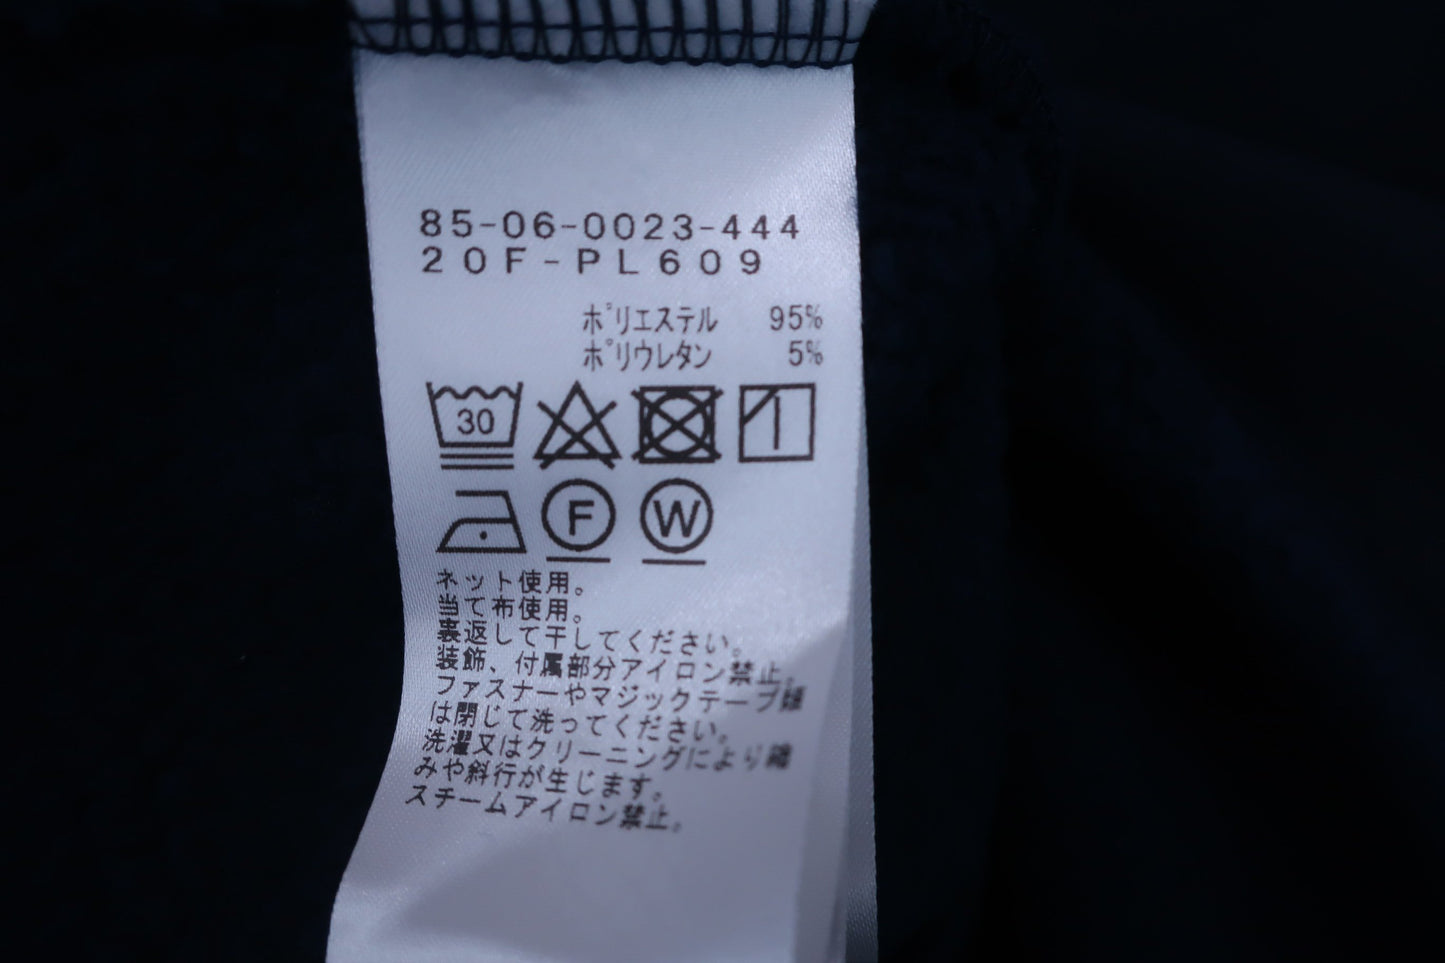 85-06-0023-444
20F-PL609
ポリエステル 95%
ポリウレタン 5%
30
F
W
ネット使用。
当て布使用。
裏返して干してください。
装飾、付属部分アイロン禁止。
ファスナーやマジックテープ類
は閉じて洗ってください。
洗濯又はクリーニングにより縮
みや斜行が生じます。
スチームアイロン禁止。